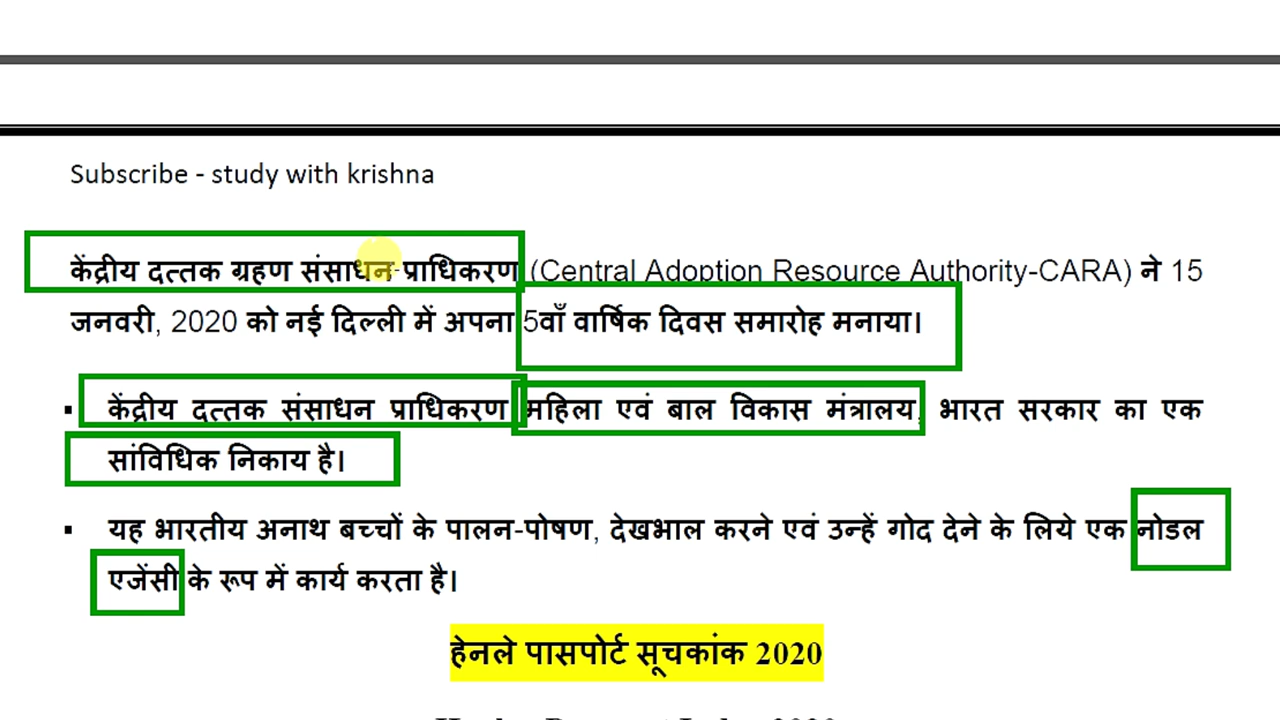 Subscribe - study with krishna
केंद्रीय दत्तक ग्रहण संसाधन प्राधिकरण (Central Adoption Resource Authority-CARA) ने 15
जनवरी, 2020 को नई दिल्ली में अपना 5वाँ वार्षिक दिवस समारोह मनाया।
▪ केंद्रीय दत्तक संसाधन प्राधिकरण महिला एवं बाल विकास मंत्रालय, भारत सरकार का एक
सांविधिक निकाय है।
▪ यह भारतीय अनाथ बच्चों के पालन-पोषण, देखभाल करने एवं उन्हें गोद देने के लिये एक नोडल
एजेंसी के रूप में कार्य करता है।
हेनले पासपोर्ट सूचकांक 2020